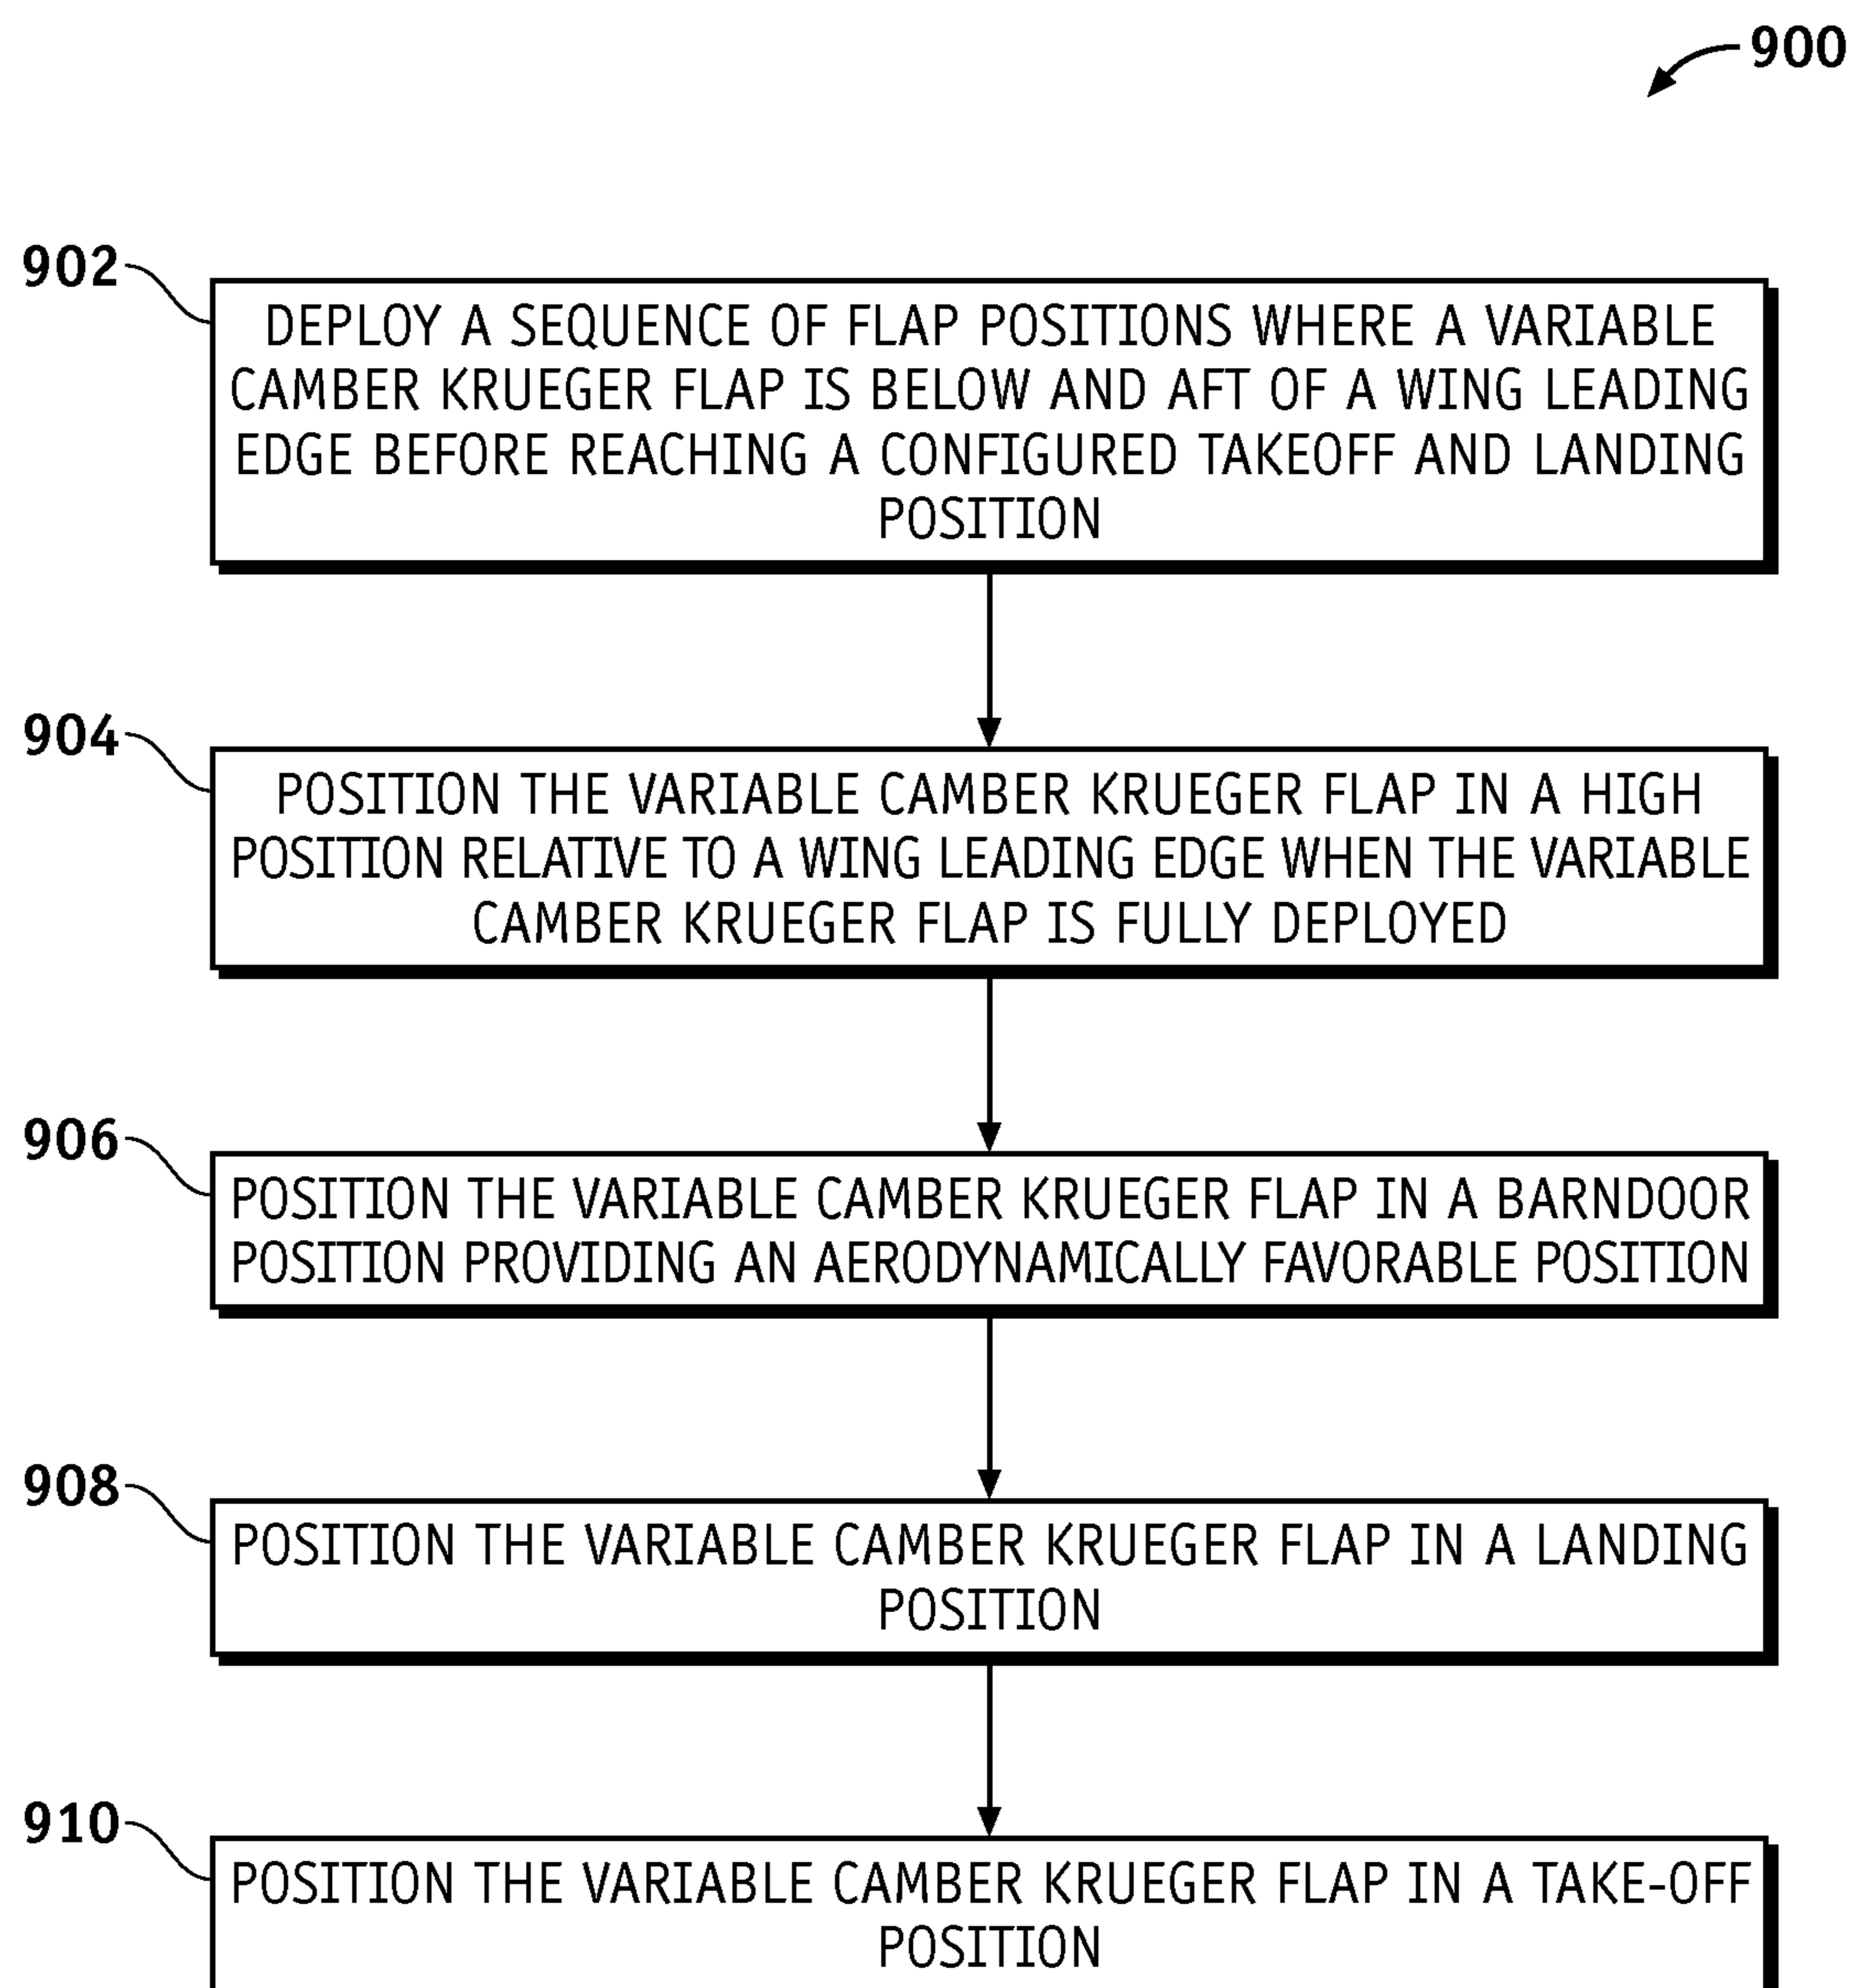 900
902
DEPLOY A SEQUENCE OF FLAP POSITIONS WHERE A VARIABLE
CAMBER KRUEGER FLAP IS BELOW AND AFT OF A WING LEADING
EDGE BEFORE REACHING A CONFIGURED TAKEOFF AND LANDING
POSITION
904
POSITION THE VARIABLE CAMBER KRUEGER FLAP IN A HIGH
POSITION RELATIVE TO A WING LEADING EDGE WHEN THE VARIABLE
CAMBER KRUEGER FLAP IS FULLY DEPLOYED
906
POSITION THE VARIABLE CAMBER KRUEGER FLAP IN A BARNDOOR
POSITION PROVIDING AN AERODYNAMICALLY FAVORABLE POSITION
908
POSITION THE VARIABLE CAMBER KRUEGER FLAP IN A LANDING
POSITION
910
POSITION THE VARIABLE CAMBER KRUEGER FLAP IN A TAKE-OFF
POSITION